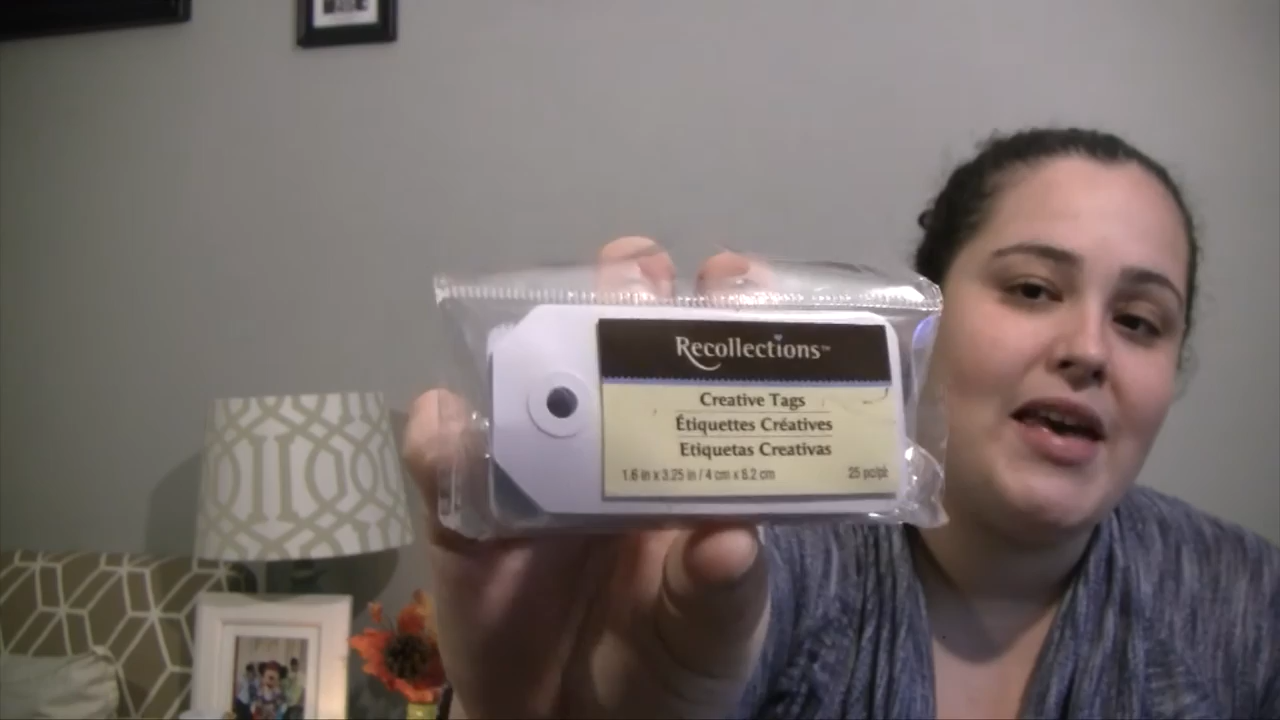 Recollections™
Creative Tags
Étiquettes Créatives
Etiquetas Creativas
1.6 in x 3.25 in / 4 cm x 8.2 cm 25 pc/pk